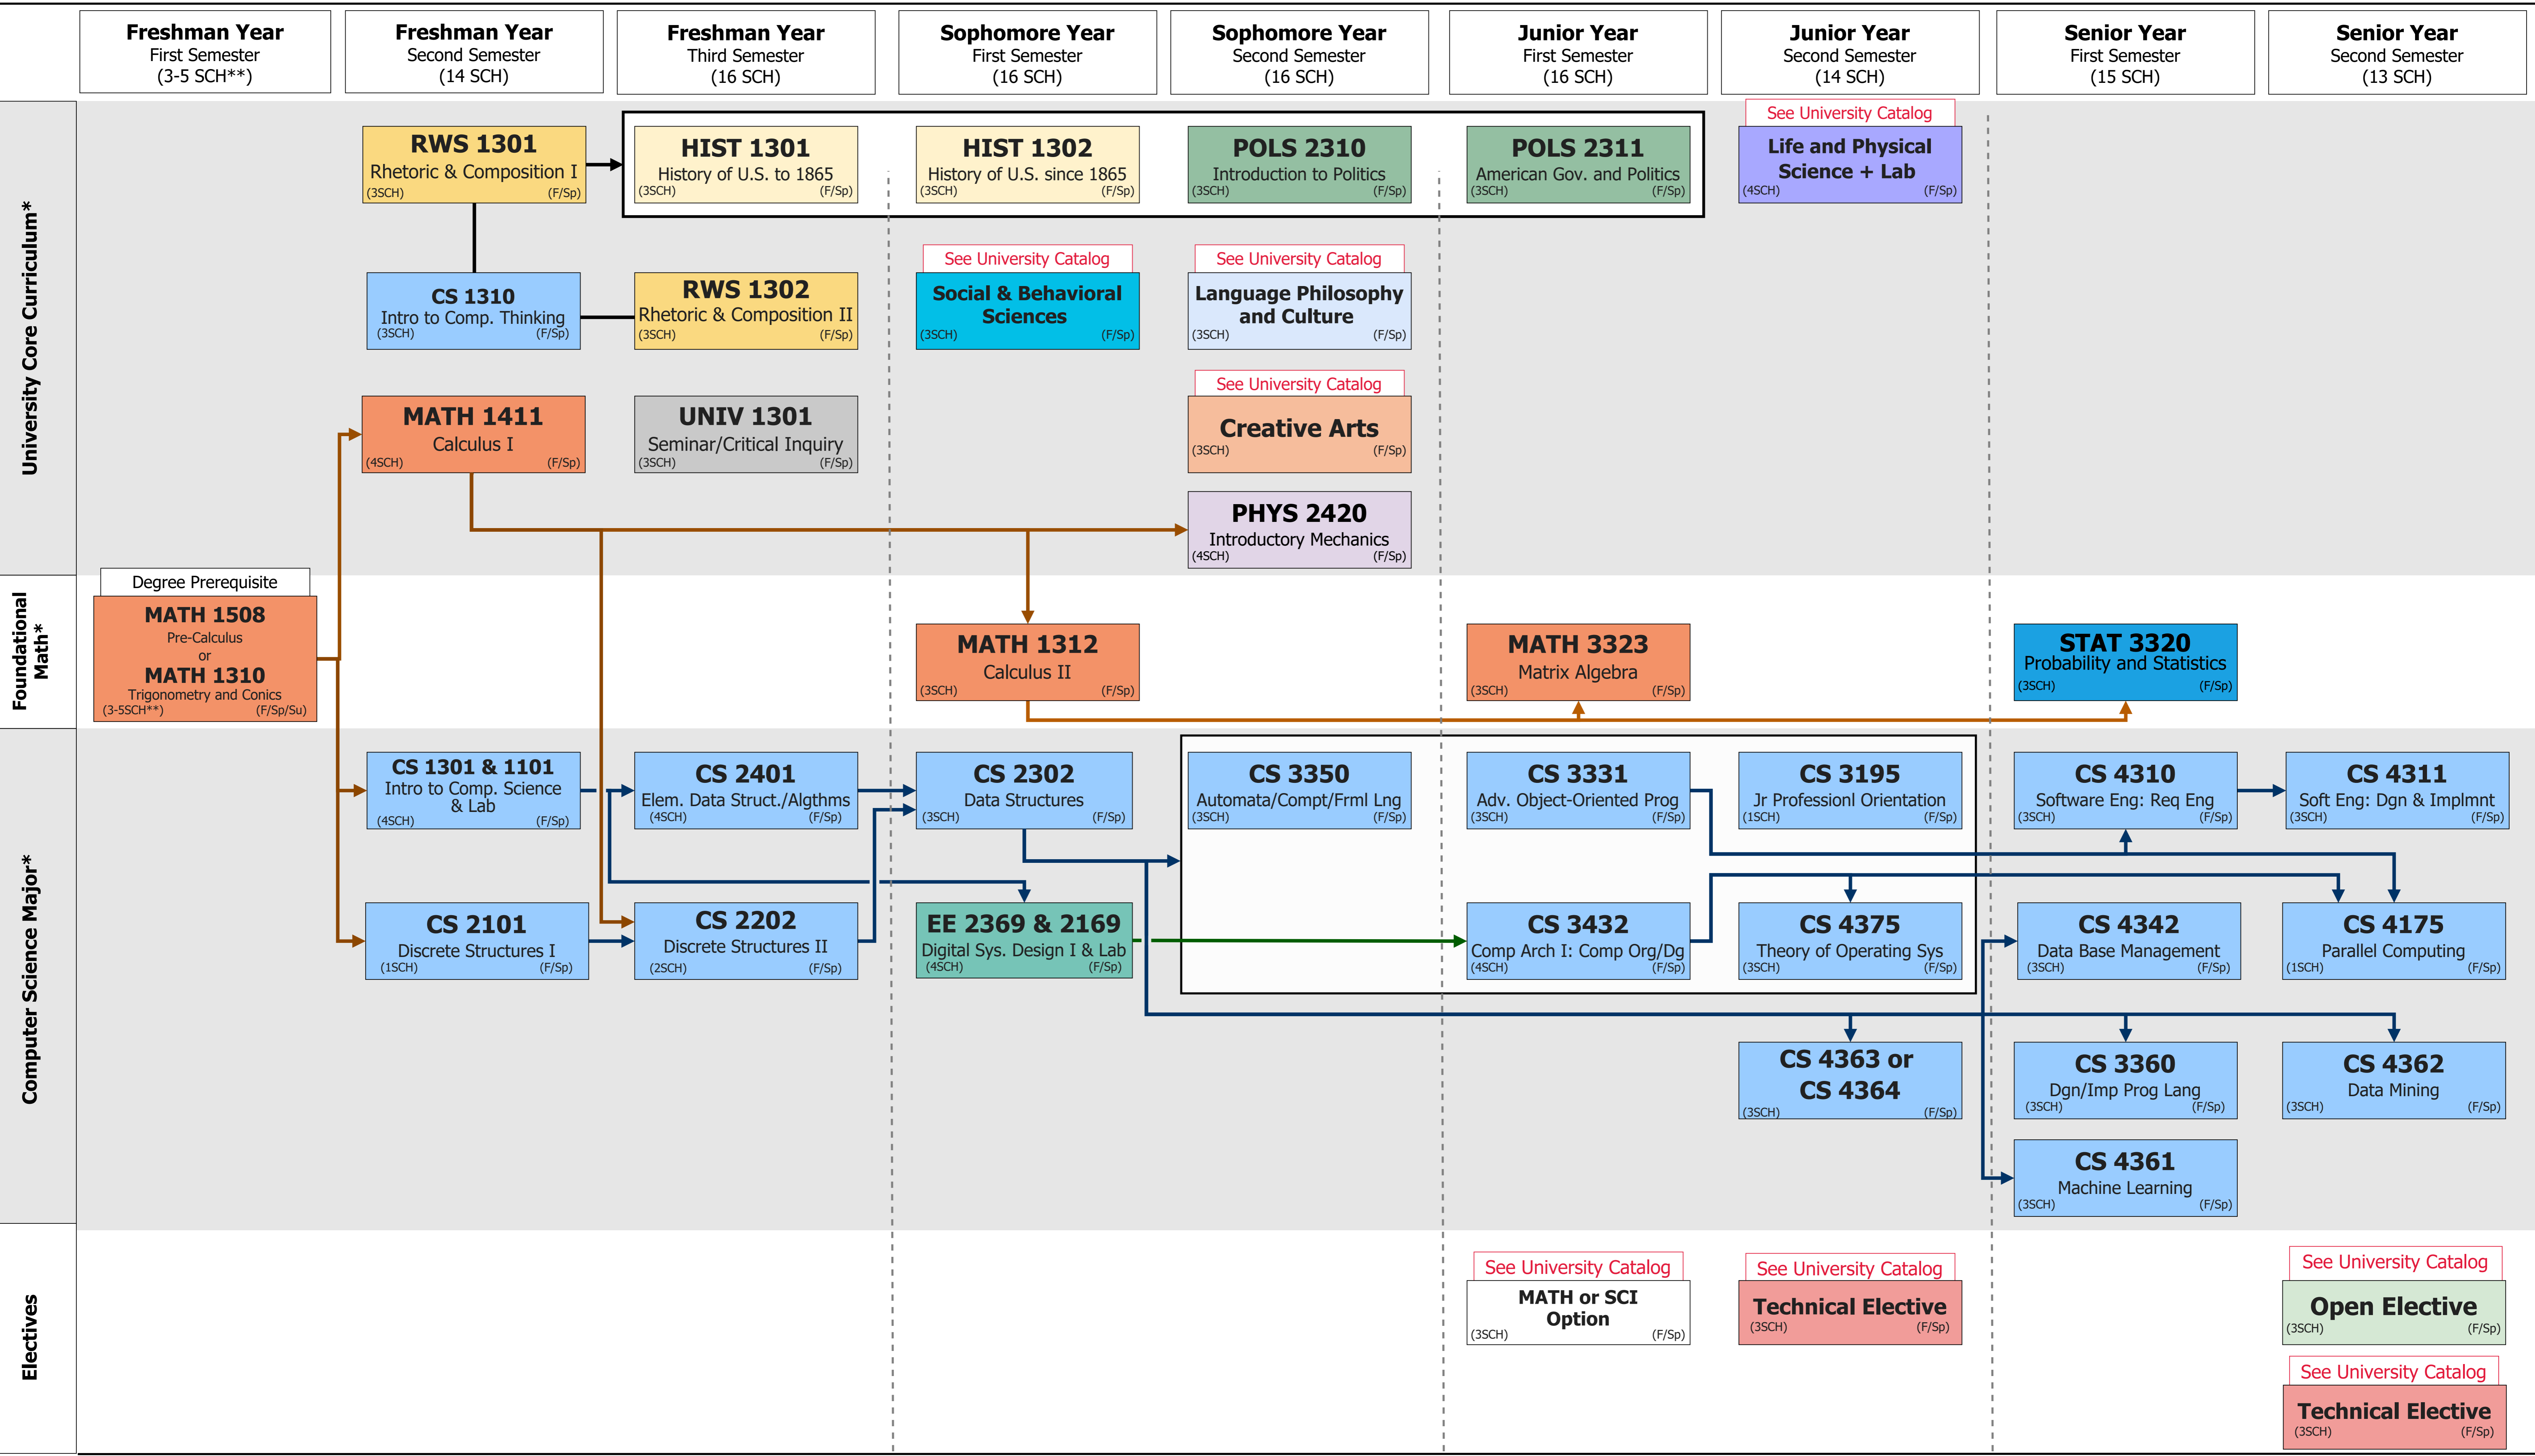 Freshman Year
First Semester
(3-5 SCH**)
Freshman Year
Second Semester
(14 SCH)
Freshman Year
Third Semester
(16 SCH)
Sophomore Year
First Semester
(16 SCH)
Sophomore Year
Second Semester
(16 SCH)
Junior Year
First Semester
(16 SCH)
Junior Year
Second Semester
(14 SCH)
Senior Year
First Semester
(15 SCH)
Senior Year
Second Semester
(13 SCH)
University Core Curriculum*
RWS 1301
Rhetoric & Composition I
(3SCH) (F/Sp)
HIST 1301
History of U.S. to 1865
(3SCH) (F/Sp)
HIST 1302
History of U.S. since 1865
(3SCH) (F/Sp)
POLS 2310
Introduction to Politics
(3SCH) (F/Sp)
POLS 2311
American Gov. and Politics
(3SCH) (F/Sp)
See University Catalog
Life and Physical
Science + Lab
(4SCH) (F/Sp)
CS 1310
Intro to Comp. Thinking
(3SCH) (F/Sp)
RWS 1302
Rhetoric & Composition II
(3SCH) (F/Sp)
See University Catalog
Social & Behavioral
Sciences
(3SCH) (F/Sp)
See University Catalog
Language Philosophy
and Culture
(3SCH) (F/Sp)
MATH 1411
Calculus I
(4SCH) (F/Sp)
UNIV 1301
Seminar/Critical Inquiry
(3SCH) (F/Sp)
See University Catalog
Creative Arts
(3SCH) (F/Sp)
PHYS 2420
Introductory Mechanics
(4SCH) (F/Sp)
Foundational
Math*
Degree Prerequisite
MATH 1508
Pre-Calculus
or
MATH 1310
Trigonometry and Conics
(3-5SCH**) (F/Sp/Su)
MATH 1312
Calculus II
(3SCH) (F/Sp)
MATH 3323
Matrix Algebra
(3SCH) (F/Sp)
STAT 3320
Probability and Statistics
(3SCH) (F/Sp)
Computer Science Major*
CS 1301 & 1101
Intro to Comp. Science
& Lab
(4SCH) (F/Sp)
CS 2401
Elem. Data Struct./Algthms
(4SCH) (F/Sp)
CS 2302
Data Structures
(3SCH) (F/Sp)
CS 3350
Automata/Compt/Frml Lng
(3SCH) (F/Sp)
CS 3331
Adv. Object-Oriented Prog
(3SCH) (F/Sp)
CS 3195
Jr Professionl Orientation
(1SCH) (F/Sp)
CS 4310
Software Eng: Req Eng
(3SCH) (F/Sp)
CS 4311
Soft Eng: Dgn & Implmnt
(3SCH) (F/Sp)
CS 2101
Discrete Structures I
(1SCH) (F/Sp)
CS 2202
Discrete Structures II
(2SCH) (F/Sp)
EE 2369 & 2169
Digital Sys. Design I & Lab
(4SCH) (F/Sp)
CS 3432
Comp Arch I: Comp Org/Dg
(4SCH) (F/Sp)
CS 4375
Theory of Operating Sys
(3SCH) (F/Sp)
CS 4342
Data Base Management
(3SCH) (F/Sp)
CS 4175
Parallel Computing
(1SCH) (F/Sp)
CS 4363 or
CS 4364
(3SCH) (F/Sp)
CS 3360
Dgn/Imp Prog Lang
(3SCH) (F/Sp)
CS 4362
Data Mining
(3SCH) (F/Sp)
CS 4361
Machine Learning
(3SCH) (F/Sp)
Electives
See University Catalog
MATH or SCI
Option
(3SCH) (F/Sp)
See University Catalog
Technical Elective
(3SCH) (F/Sp)
See University Catalog
Open Elective
(3SCH) (F/Sp)
See University Catalog
Technical Elective
(3SCH) (F/Sp)